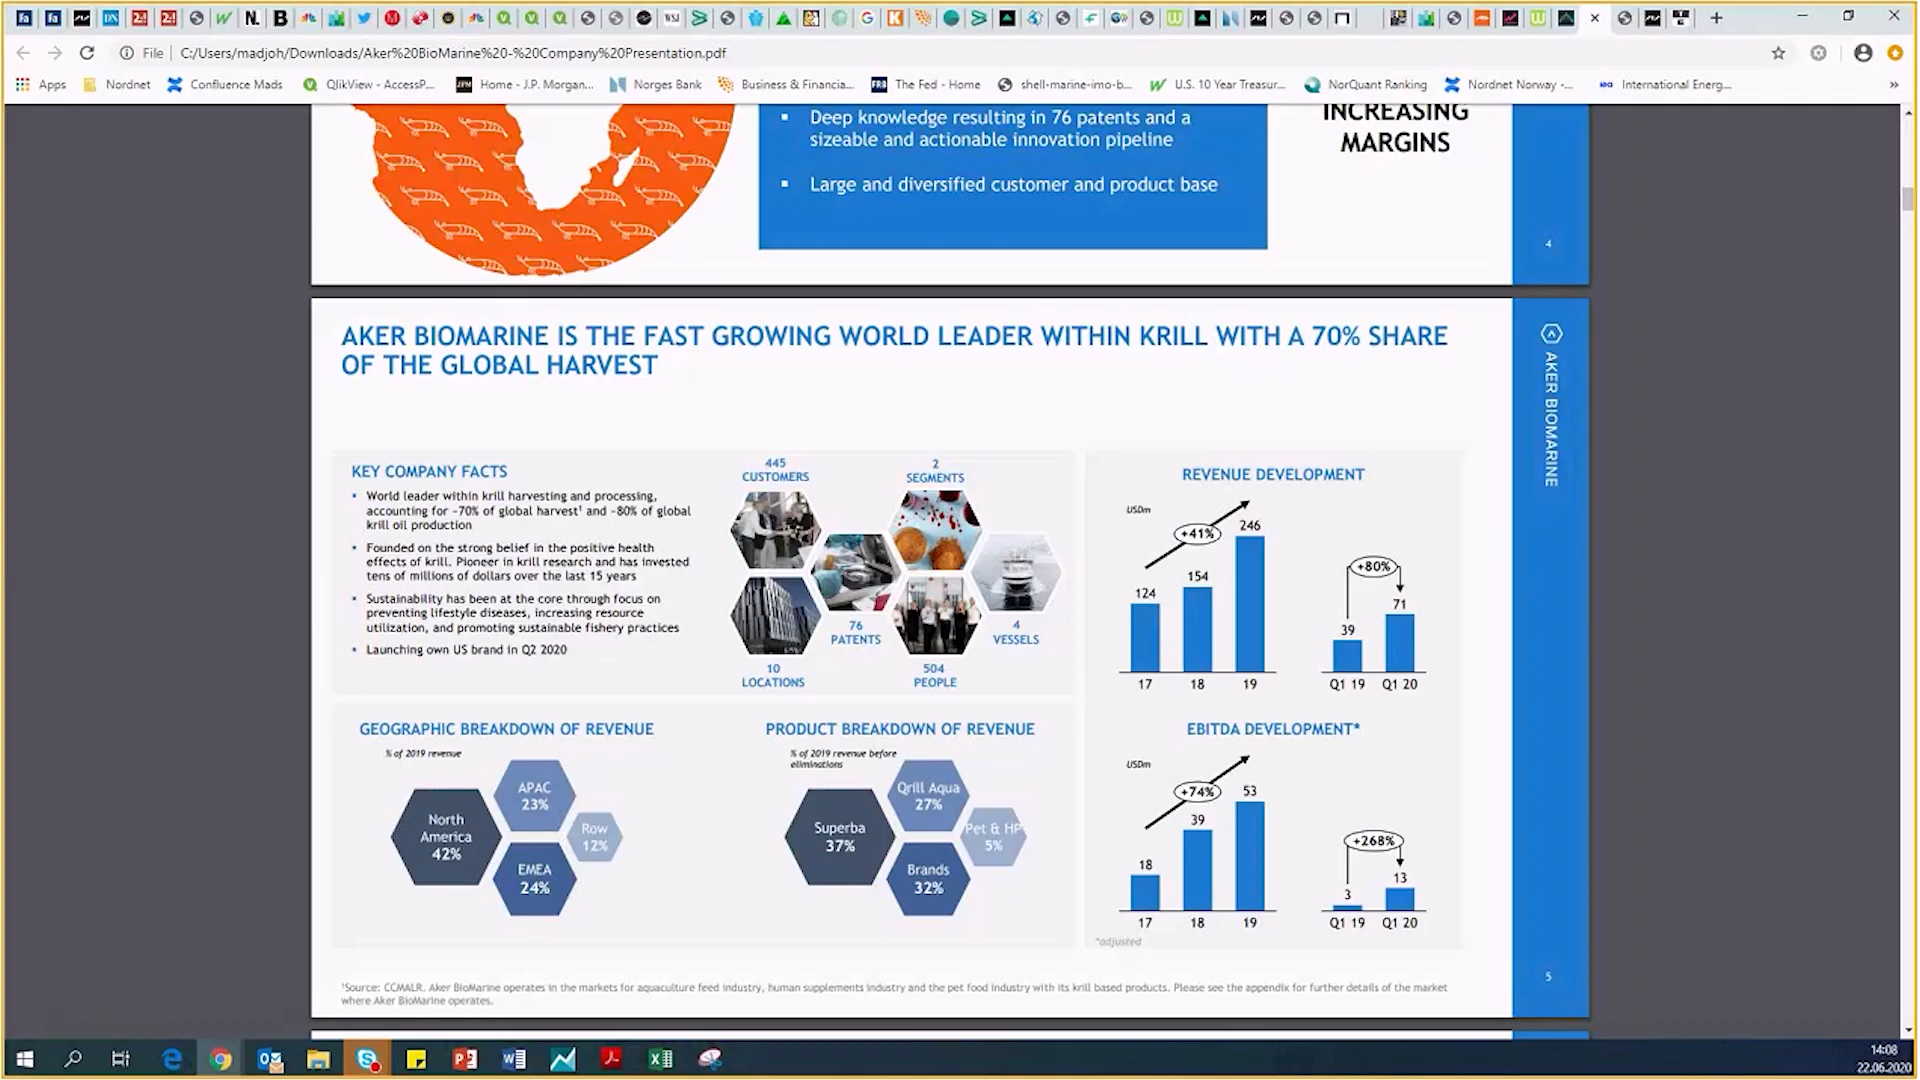 File
C:/Users/madjoh/Downloads/Aker%20BioMarine%20-%20Company%20Presentation.pdf
Apps
Nordnet
Confluence Mads
QlikView - AccessP...
Home - J.P. Morgan...
Norges Bank
Business & Financia...
The Fed - Home
shell-marine-imo-b...
U.S. 10 Year Treasur...
NorQuant Ranking
Nordnet Norway -...
International Energ...
»
Deep knowledge resulting in 76 patents and a
sizeable and actionable innovation pipeline
Large and diversified customer and product base
INCREASING
MARGINS
4
AKER BIOMARINE IS THE FAST GROWING WORLD LEADER WITHIN KRILL WITH A 70% SHARE
OF THE GLOBAL HARVEST
AKER BIOMARINE
KEY COMPANY FACTS
World leader within krill harvesting and processing,
accounting for ~70% of global harvest¹ and ~80% of global
krill oil production
Founded on the strong belief in the positive health
effects of krill. Pioneer in krill research and has invested
tens of millions of dollars over the last 15 years
Sustainability has been at the core through focus on
preventing lifestyle diseases, increasing resource
utilization, and promoting sustainable fishery practices
Launching own US brand in Q2 2020
445
CUSTOMERS
2
SEGMENTS
76
PATENTS
4
VESSELS
10
LOCATIONS
504
PEOPLE
REVENUE DEVELOPMENT
USDm
+41%
124
154
246
17
18
19
+80%
39
71
Q1 19
Q1 20
GEOGRAPHIC BREAKDOWN OF REVENUE
% of 2019 revenue
North
America
42%
APAC
23%
EMEA
24%
Row
12%
PRODUCT BREAKDOWN OF REVENUE
% of 2019 revenue before
eliminations
Superba
37%
Qrill Aqua
27%
Brands
32%
Pet & HP
5%
EBITDA DEVELOPMENT*
USDm
+74%
18
39
53
17
18
19
+268%
3
13
Q1 19
Q1 20
*adjusted
5
¹Source: CCMALR. Aker BioMarine operates in the markets for aquaculture feed industry, human supplements industry and the pet food industry with its krill based products. Please see the appendix for further details of the market
where Aker BioMarine operates.
14:08
22.06.2020